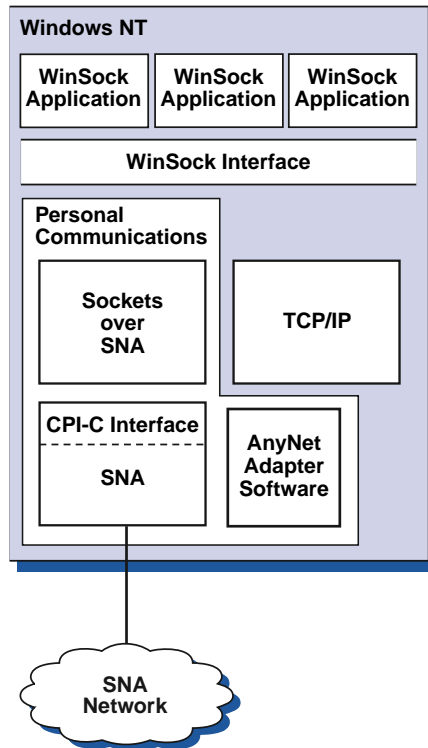 Windows NT
WinSock
Application
WinSock
Application
WinSock
Application
WinSock Interface
Personal
Communications
Sockets
over
SNA
TCP/IP
CPI-C Interface
SNA
AnyNet
Adapter
Software
SNA
Network